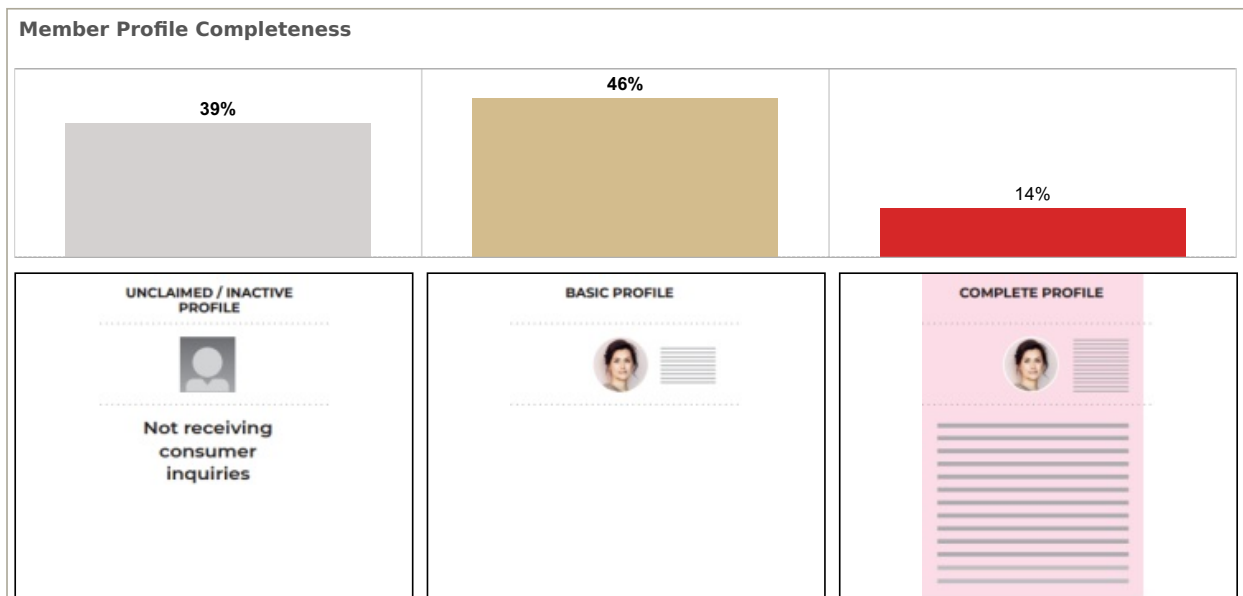 Member Profile Completeness
39%
46%
14%
UNCLAIMED / INACTIVE
PROFILE
Not receiving
consumer
inquiries
BASIC PROFILE
COMPLETE PROFILE